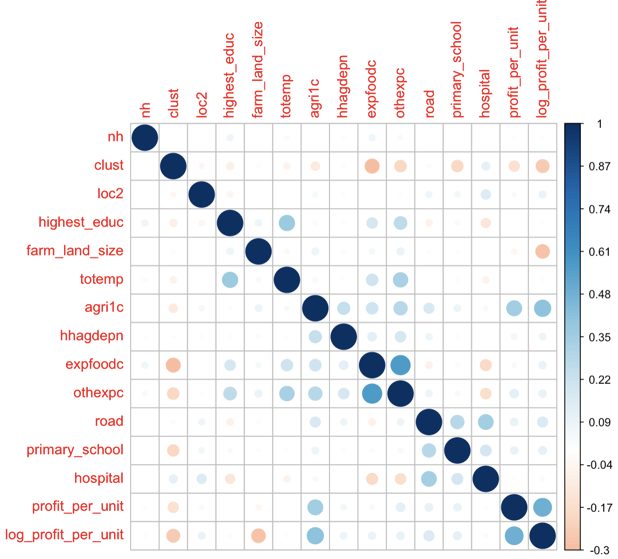 nh
clust
loc2
highest_educ
farm_land_size
totemp
agri1c
hhagdepn
expfoodc
othexpc
road
primary_school
hospital
profit_per_unit
log_profit_per_unit
nh
clust
loc2
highest_educ
farm_land_size
totemp
agri1c
hhagdepn
expfoodc
othexpc
road
primary_school
hospital
profit_per_unit
log_profit_per_unit
1
0.87
0.74
0.61
0.48
0.35
0.22
0.09
-0.04
-0.17
-0.3